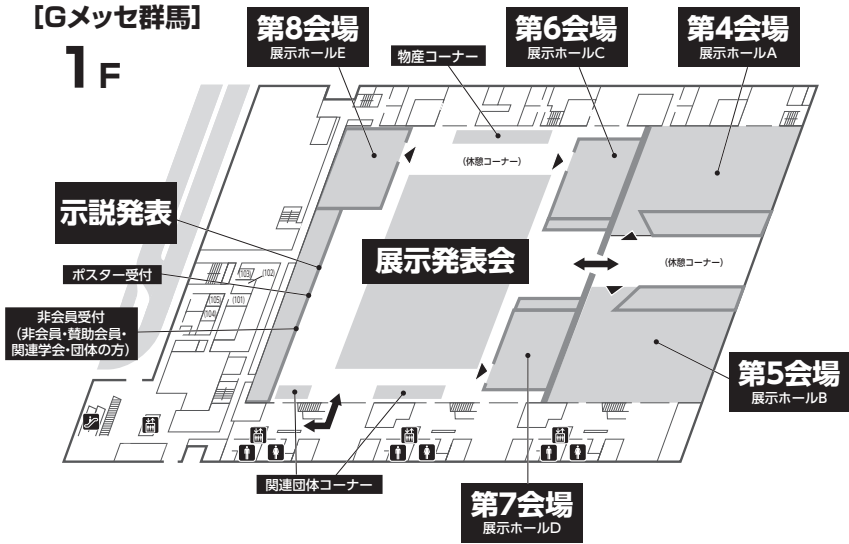 [Gメッセ群馬]
1F
第8会場
展示ホールE
物産コーナー
第6会場
展示ホールC
第4会場
展示ホールA
(休憩コーナー)
示説発表
展示発表会
(休憩コーナー)
ポスター受付
(103)
(102)
(105)
(101)
(104)
非会員受付
(非会員・賛助会員・
関連学会・団体の方)
第5会場
展示ホールB
関連団体コーナー
第7会場
展示ホールD